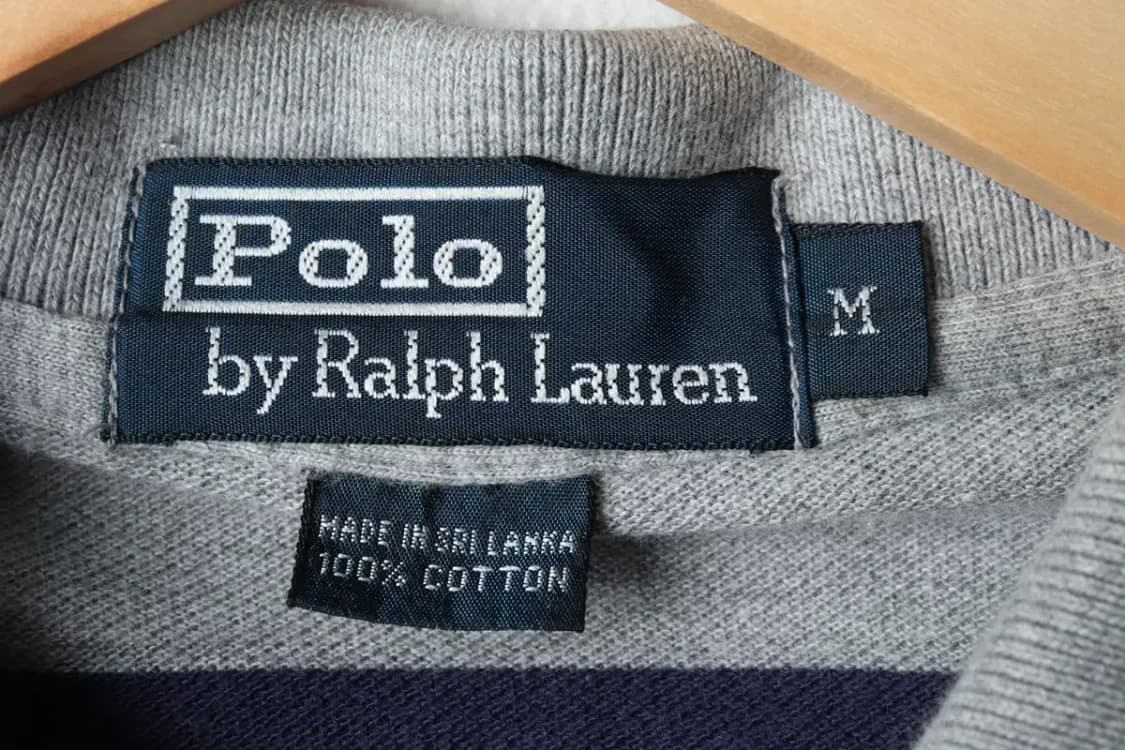 Polo
by Ralph Lauren
M
MADE IN SRI LANKA
100% COTTON